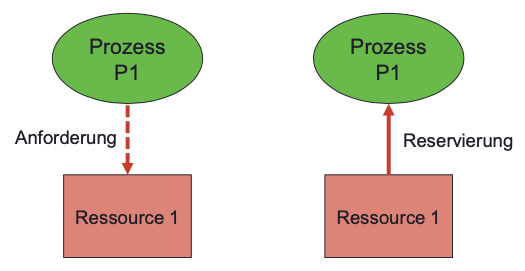 Prozess
P1
Anforderung
Ressource 1
Prozess
P1
Reservierung
Ressource 1